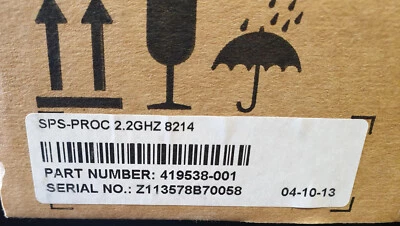 SPS-PROC 2.2GHZ 8214
PART NUMBER: 419538-001
SERIAL NO.: Z113578B70058 04-10-13